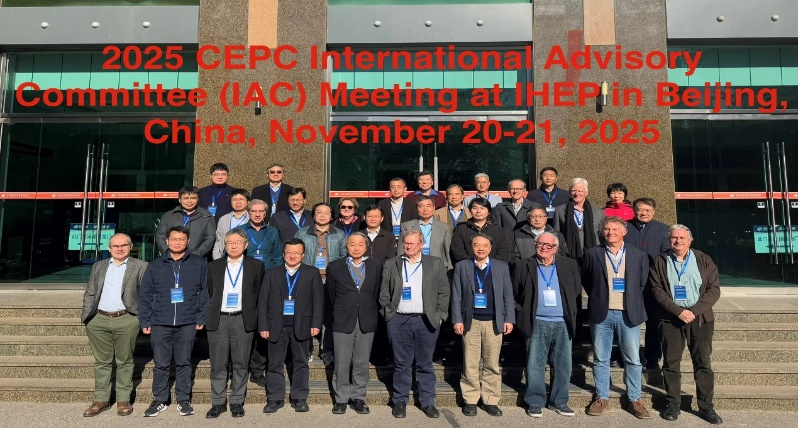 2025 CEPC International Advisory
Committee (IAC) Meeting at IHEP in Beijing,
China, November 20-21, 2025